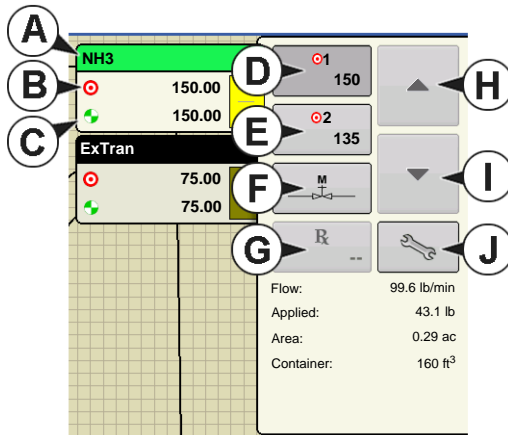 A
NH3
B
150.00
C
150.00
ExTran
75.00
75.00
D
1
150
E
2
135
F
M
G
Rx
--
H
I
J
Flow: 99.6 lb/min
Applied: 43.1 lb
Area: 0.29 ac
Container: 160 ft³